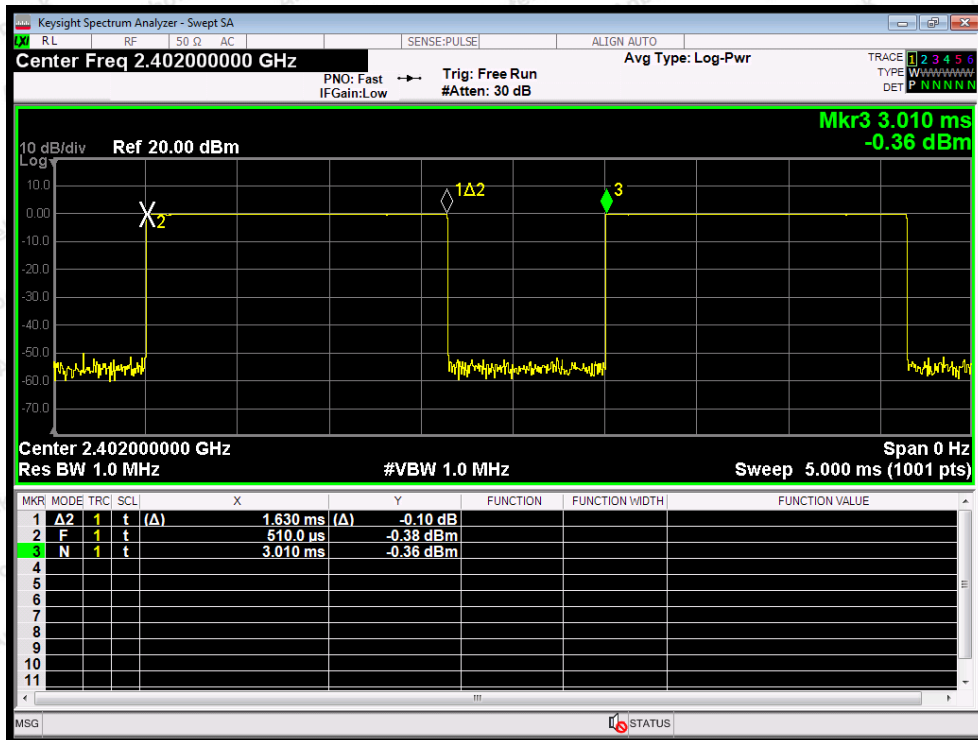 Keysight Spectrum Analyzer - Swept SA
LXI RL RF 50 Ω AC SENSE:PULSE ALIGN AUTO
Center Freq 2.402000000 GHz
PNO: Fast
IFGain:Low
Trig: Free Run
#Atten: 30 dB
Avg Type: Log-Pwr
TRACE 1 2 3 4 5 6
TYPE WWWWWW
DET P N N N N N
Mkr3 3.010 ms
-0.36 dBm
10 dB/div Ref 20.00 dBm
Log
10.0
0.00
-10.0
-20.0
-30.0
-40.0
-50.0
-60.0
-70.0
X2
1Δ2
3
Center 2.402000000 GHz Span 0 Hz
Res BW 1.0 MHz #VBW 1.0 MHz Sweep 5.000 ms (1001 pts)
MKR MODE TRC SCL X Y FUNCTION FUNCTION WIDTH FUNCTION VALUE
1 Δ2 1 t (Δ) 1.630 ms (Δ) -0.10 dB
2 F 1 t 510.0 µs -0.38 dBm
3 N 1 t 3.010 ms -0.36 dBm
4
5
6
7
8
9
10
11
MSG STATUS